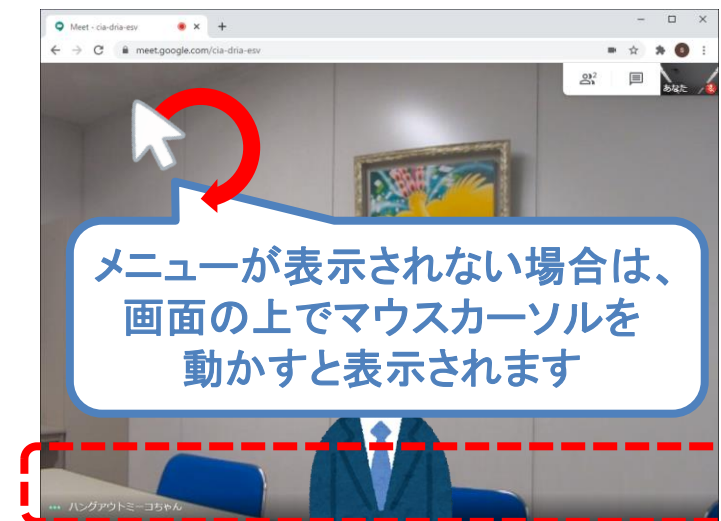 Meet - cia-dria-esv
meet.google.com/cia-dria-esv
2
あなた
メニューが表示されない場合は、
画面の上でマウスカーソルを
動かすと表示されます
ハングアウトミーコちゃん